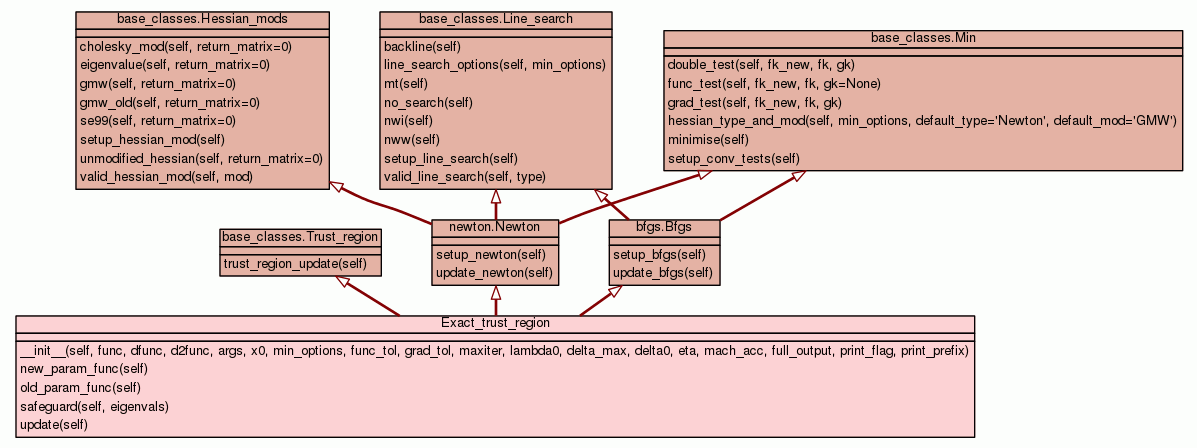 base_classes.Hessian_mods
cholesky_mod(self, return_matrix=0)
eigenvalue(self, return_matrix=0)
gmw(self, return_matrix=0)
gmw_old(self, return_matrix=0)
se99(self, return_matrix=0)
setup_hessian_mod(self)
unmodified_hessian(self, return_matrix=0)
valid_hessian_mod(self, mod)
base_classes.Line_search
backline(self)
line_search_options(self, min_options)
mt(self)
no_search(self)
nwi(self)
nww(self)
setup_line_search(self)
valid_line_search(self, type)
base_classes.Min
double_test(self, fk_new, fk, gk)
func_test(self, fk_new, fk, gk=None)
grad_test(self, fk_new, fk, gk)
hessian_type_and_mod(self, min_options, default_type='Newton', default_mod='GMW')
minimise(self)
setup_conv_tests(self)
base_classes.Trust_region
trust_region_update(self)
newton.Newton
setup_newton(self)
update_newton(self)
bfgs.Bfgs
setup_bfgs(self)
update_bfgs(self)
Exact_trust_region
__init__(self, func, dfunc, d2func, args, x0, min_options, func_tol, grad_tol, maxiter, lambda0, delta_max, delta0, eta, mach_acc, full_output, print_flag, print_prefix)
new_param_func(self)
old_param_func(self)
safeguard(self, eigenvals)
update(self)